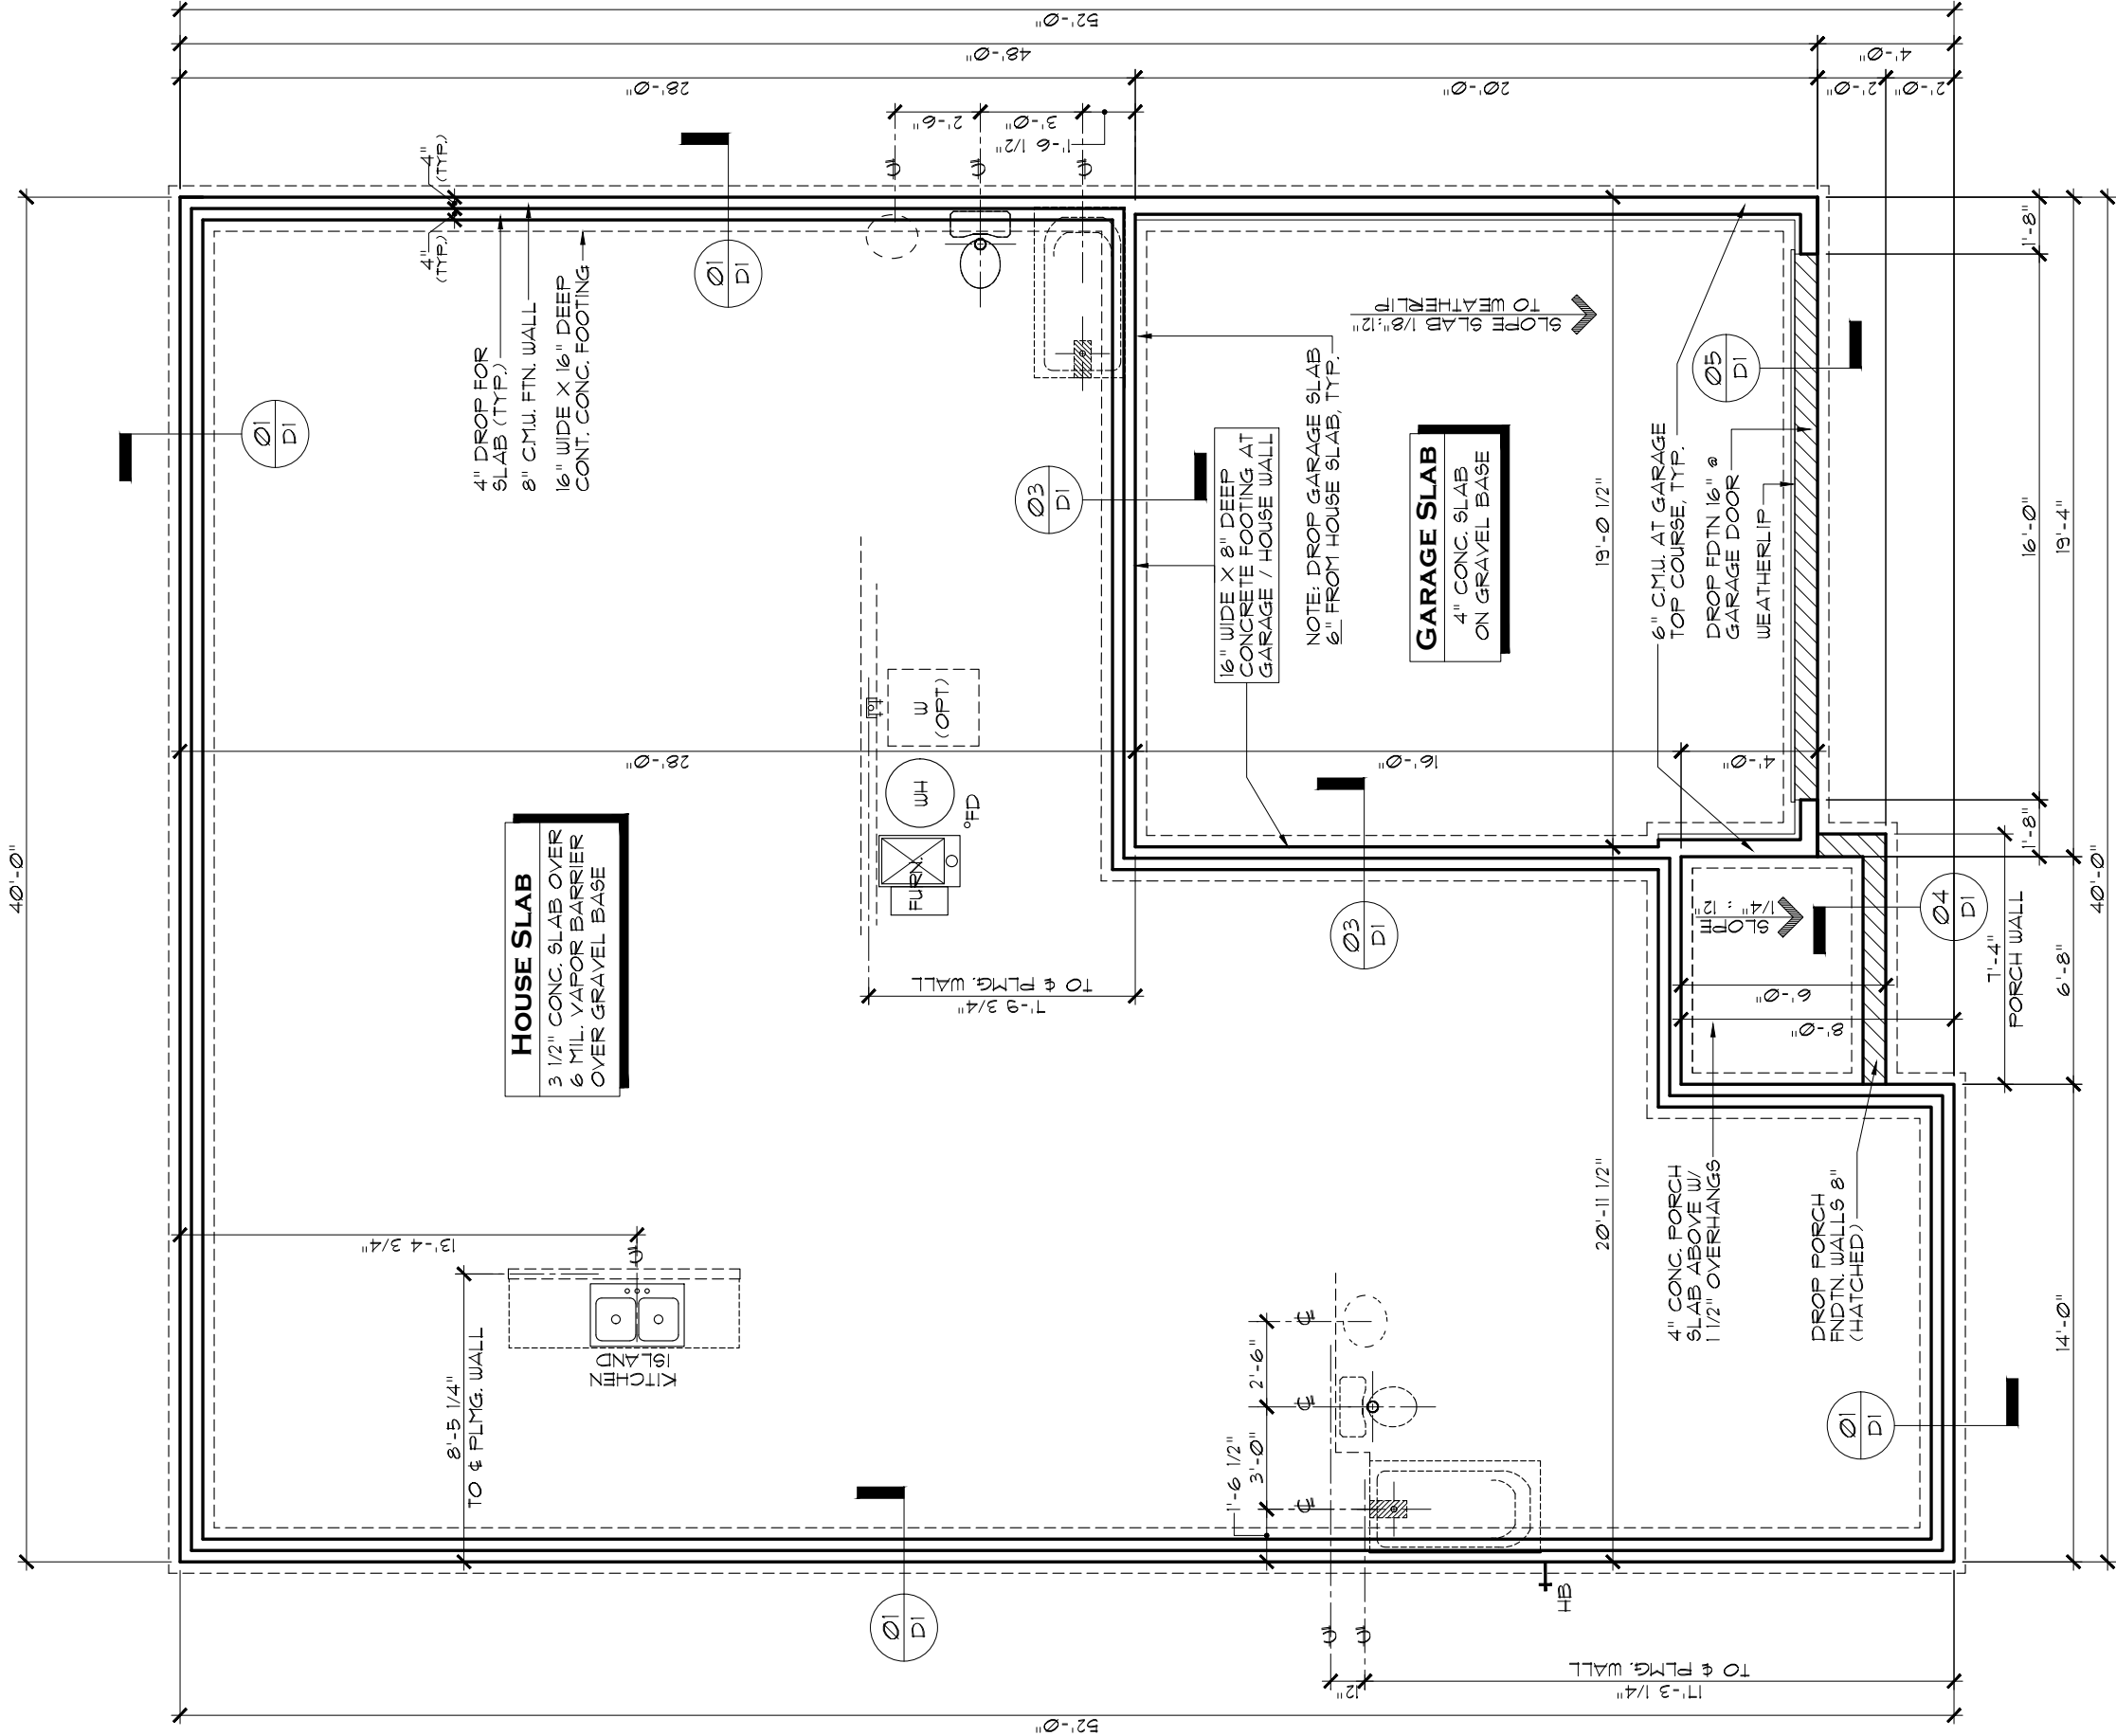 40'-0"
52'-0"
48'-0"
4'-0"
28'-0"
20'-0"
2'-0"
2'-0"
2'-6"
3'-0"
1'-6 1/2"
4"
(TYP.)
4"
(TYP.)
01
D1
01
D1
4" DROP FOR
SLAB (TYP.)
8" C.M.U. FTN. WALL
16" WIDE X 16" DEEP
CONT. CONC. FOOTING
03
D1
16" WIDE X 8" DEEP
CONCRETE FOOTING AT
GARAGE / HOUSE WALL
NOTE: DROP GARAGE SLAB
6" FROM HOUSE SLAB, TYP.
SLOPE SLAB 1/8":12"
TO WEATHERLIP
GARAGE SLAB
4" CONC. SLAB
ON GRAVEL BASE
19'-0 1/2"
6" C.M.U. AT GARAGE
TOP COURSE, TYP.
DROP FDTN 16" @
GARAGE DOOR
WEATHERLIP
05
D1
1'-8"
16'-0"
1'-8"
19'-4"
6'-8"
14'-0"
40'-0"
28'-0"
16'-0"
4'-0"
HOUSE SLAB
3 1/2" CONC. SLAB OVER
6 MIL. VAPOR BARRIER
OVER GRAVEL BASE
W
(OPT)
WH
FURN.
FD
7'-9 3/4"
TO ℄ PLMG. WALL
03
D1
SLOPE
1/4" : 12"
6'-0"
8'-0"
04
D1
7'-4"
PORCH WALL
13'-4 3/4"
8'-5 1/4"
TO ℄ PLMG. WALL
KITCHEN
ISLAND
20'-11 1/2"
4" CONC. PORCH
SLAB ABOVE W/
1 1/2" OVERHANGS
DROP PORCH
FNDTN. WALLS 8"
(HATCHED)
1'-6 1/2"
3'-0"
2'-6"
01
D1
01
D1
HB
12"
17'-3 1/4"
TO ℄ PLMG. WALL
52'-0"